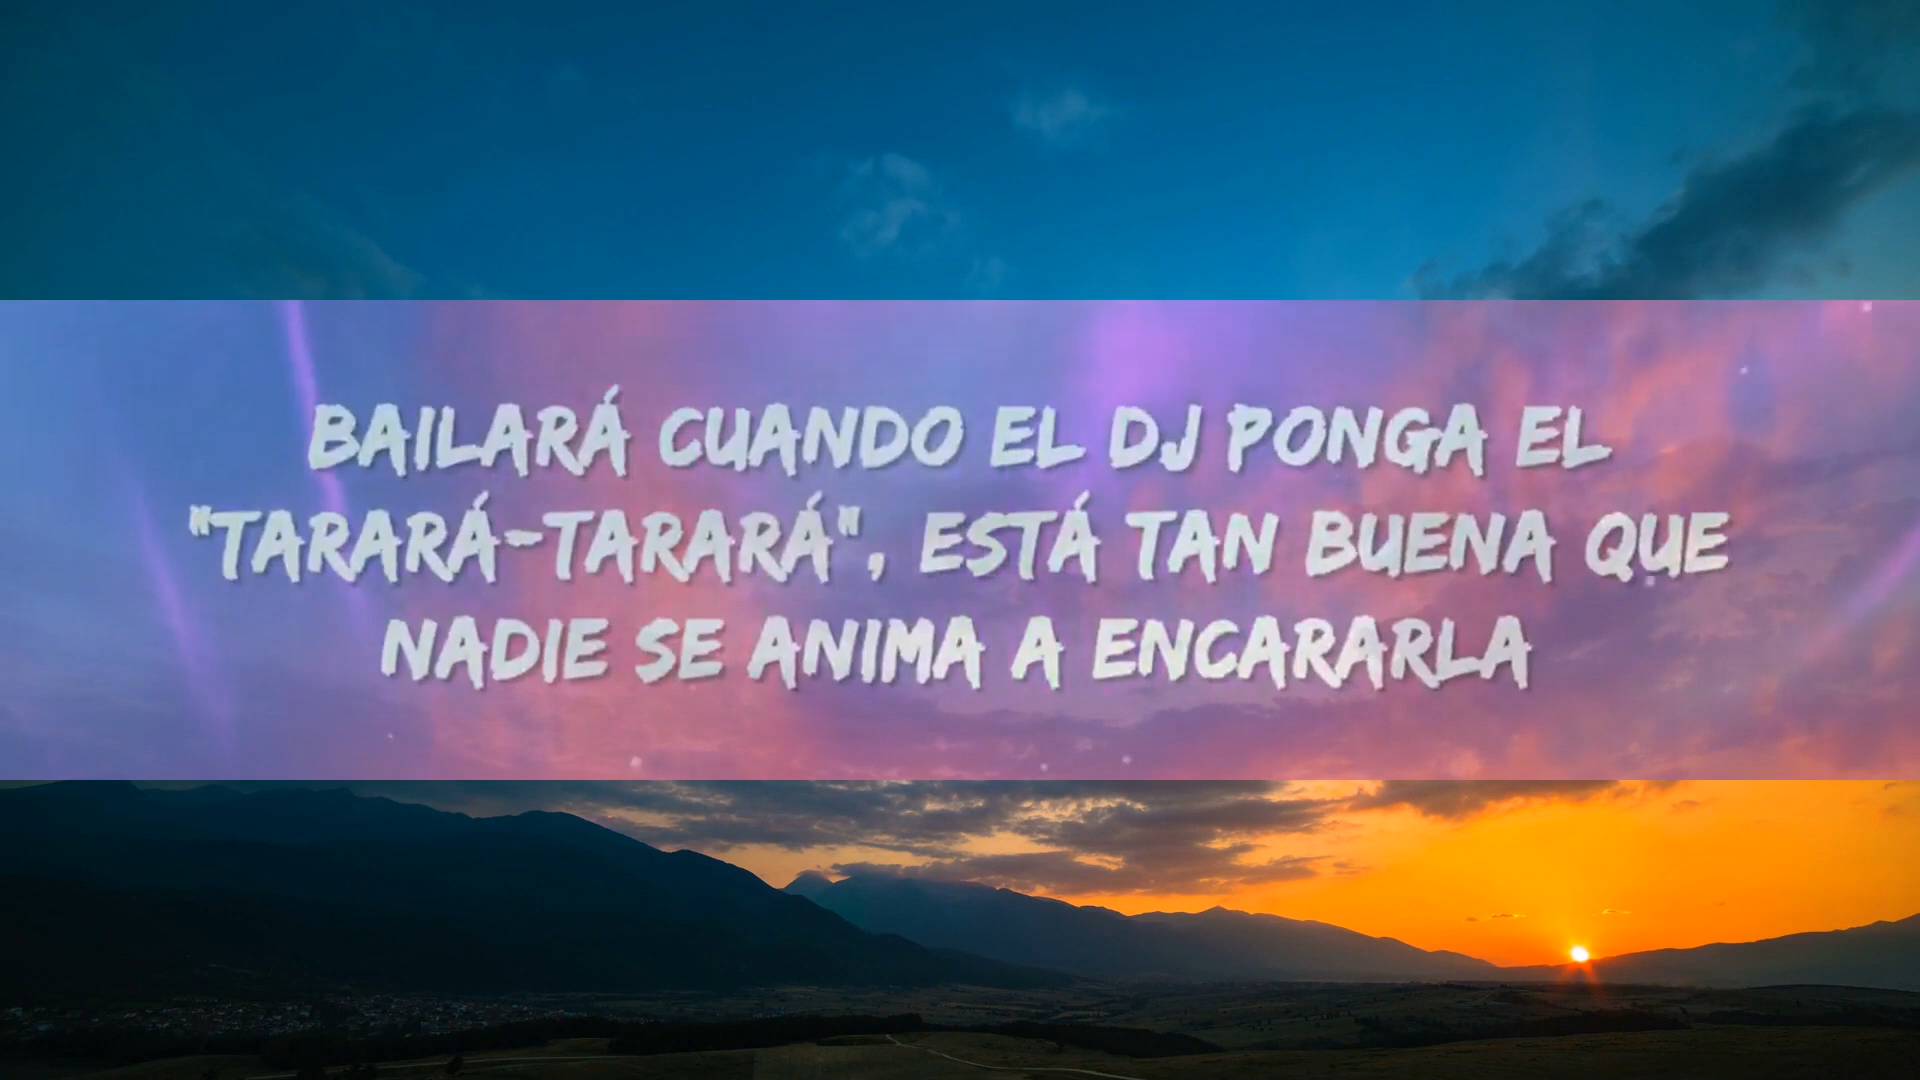 BAILARÁ CUANDO EL DJ PONGA EL
"TARARÁ-TARARÁ", ESTÁ TAN BUENA QUE
NADIE SE ANIMA A ENCARARLA